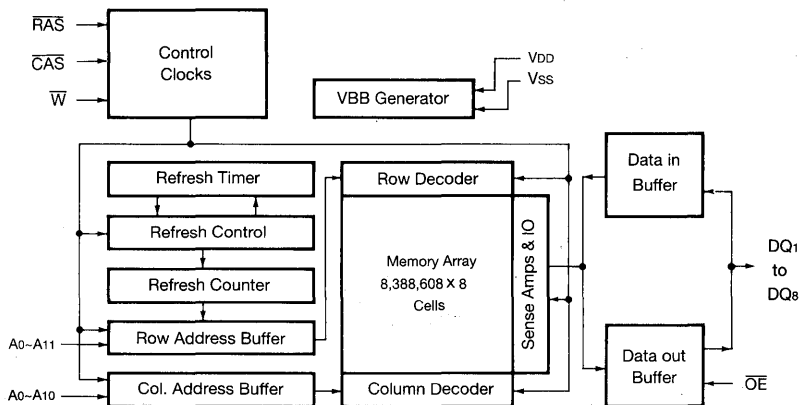 RAS
CAS
W
Control
Clocks
VDD
VSS
VBB Generator
Refresh Timer
Refresh Control
Refresh Counter
Row Address Buffer
Col. Address Buffer
A0~A11
A0~A10
Row Decoder
Memory Array
8,388,608 X 8
Cells
Sense Amps & IO
Column Decoder
Data in
Buffer
Data out
Buffer
DQ1
to
DQ8
OE